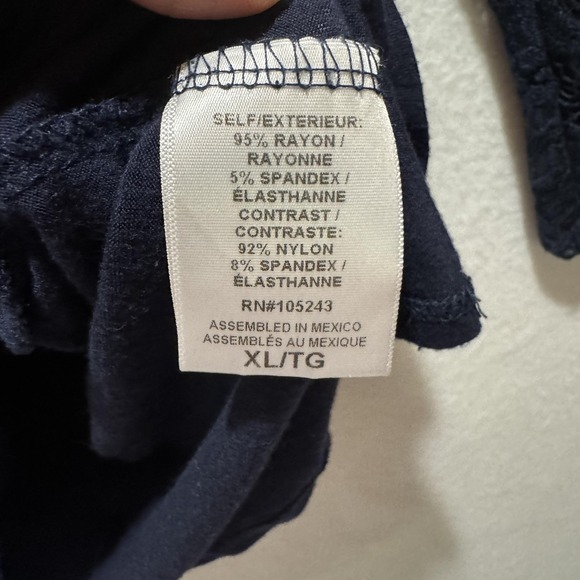 SELF/EXTERIEUR:
95% RAYON /
RAYONNE
5% SPANDEX /
ÉLASTHANNE
CONTRAST /
CONTRASTE:
92% NYLON
8% SPANDEX /
ÉLASTHANNE
RN#105243
ASSEMBLED IN MEXICO
ASSEMBLÉS AU MEXIQUE
XL/TG